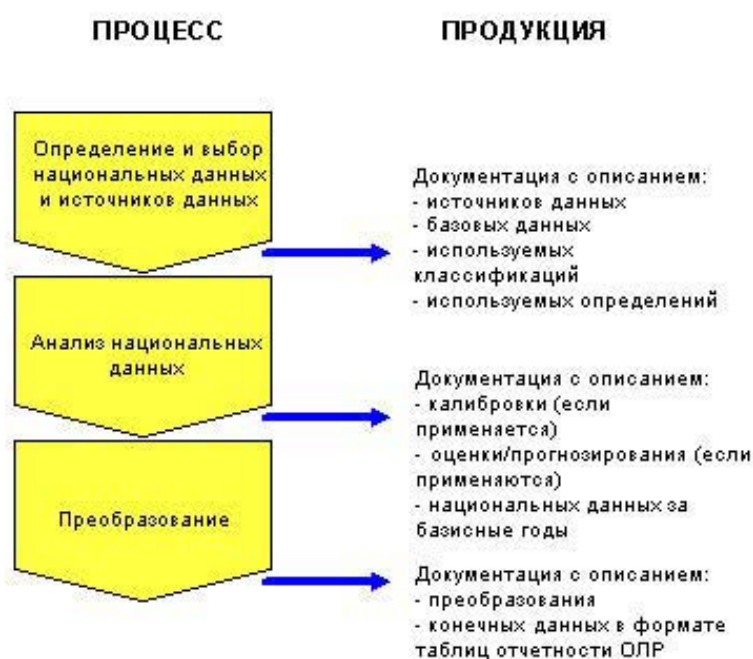 ПРОЦЕСС
ПРОДУКЦИЯ
Определение и выбор
национальных данных
и источников данных
Документация с описанием:
- источников данных
- базовых данных
- используемых
классификаций
- используемых определений
Анализ национальных
данных
Документация с описанием:
- калибровки (если
применяется)
- оценки/прогнозирования (если
применяются)
- национальных данных за
базисные годы
Преобразование
Документация с описанием:
- преобразования
- конечных данных в формате
таблиц отчетности ОЛР